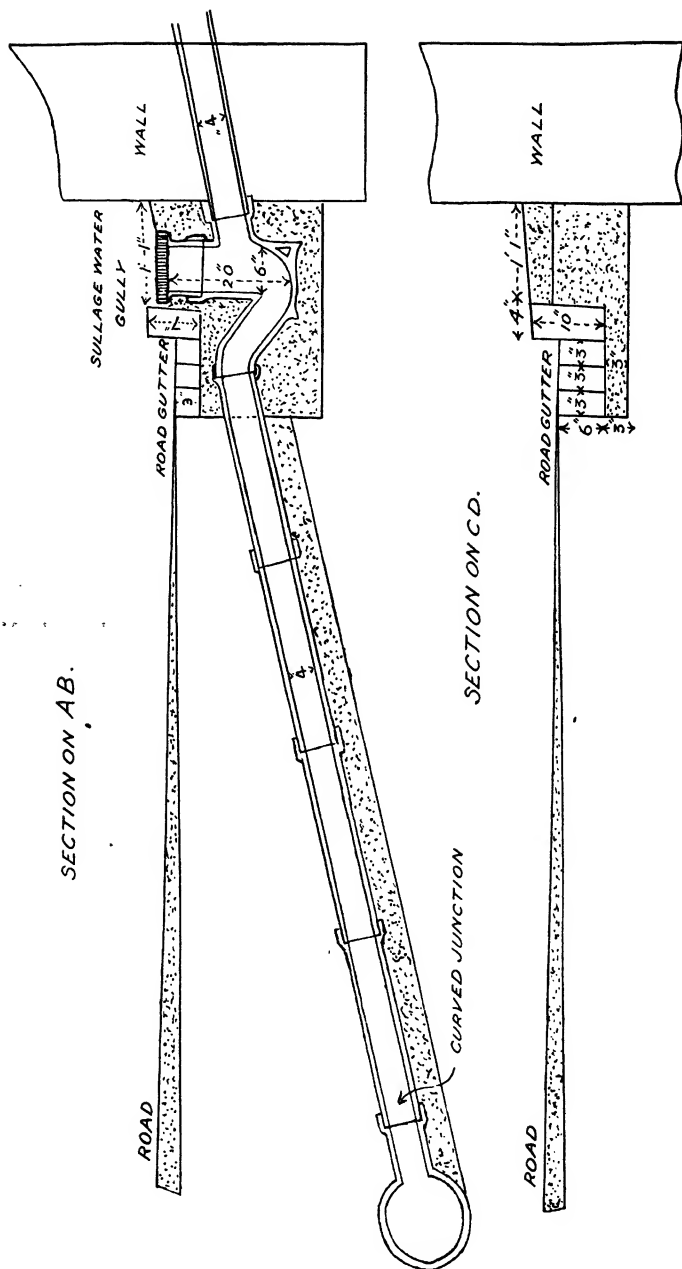 SECTION ON AB.
ROAD
ROAD GUTTER
SULLAGE WATER
GULLY
WALL
1'-1"
7"
3
20"
6"
4"
4"
CURVED JUNCTION
SECTION ON CD.
ROAD
ROAD GUTTER
WALL
4"
1'1"
10"
6"
3"
3"
3"
3"
3"